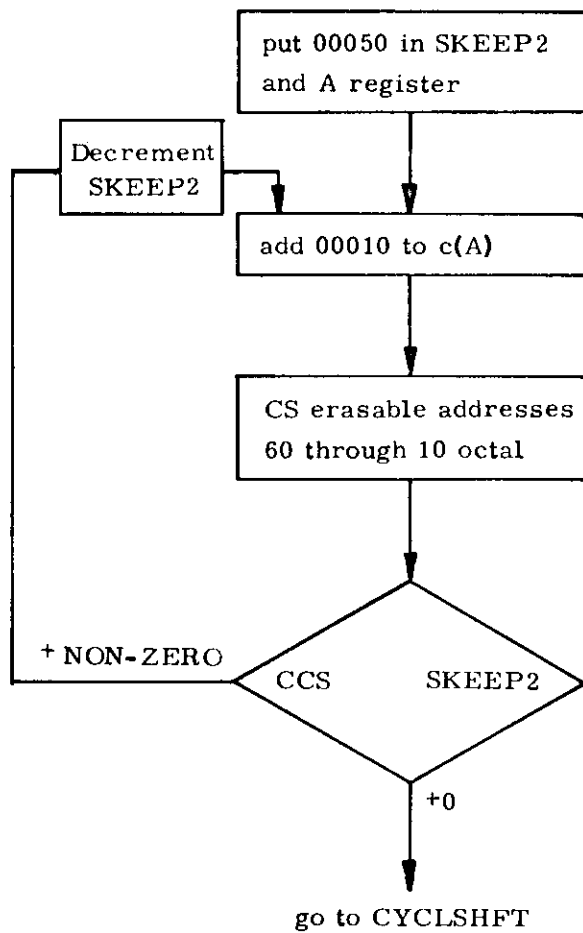 put 00050 in SKEEP2
and A register
Decrement
SKEEP2
add 00010 to c(A)
CS erasable addresses
60 through 10 octal
+ NON-ZERO
CCS SKEEP2
+0
go to CYCLSHFT